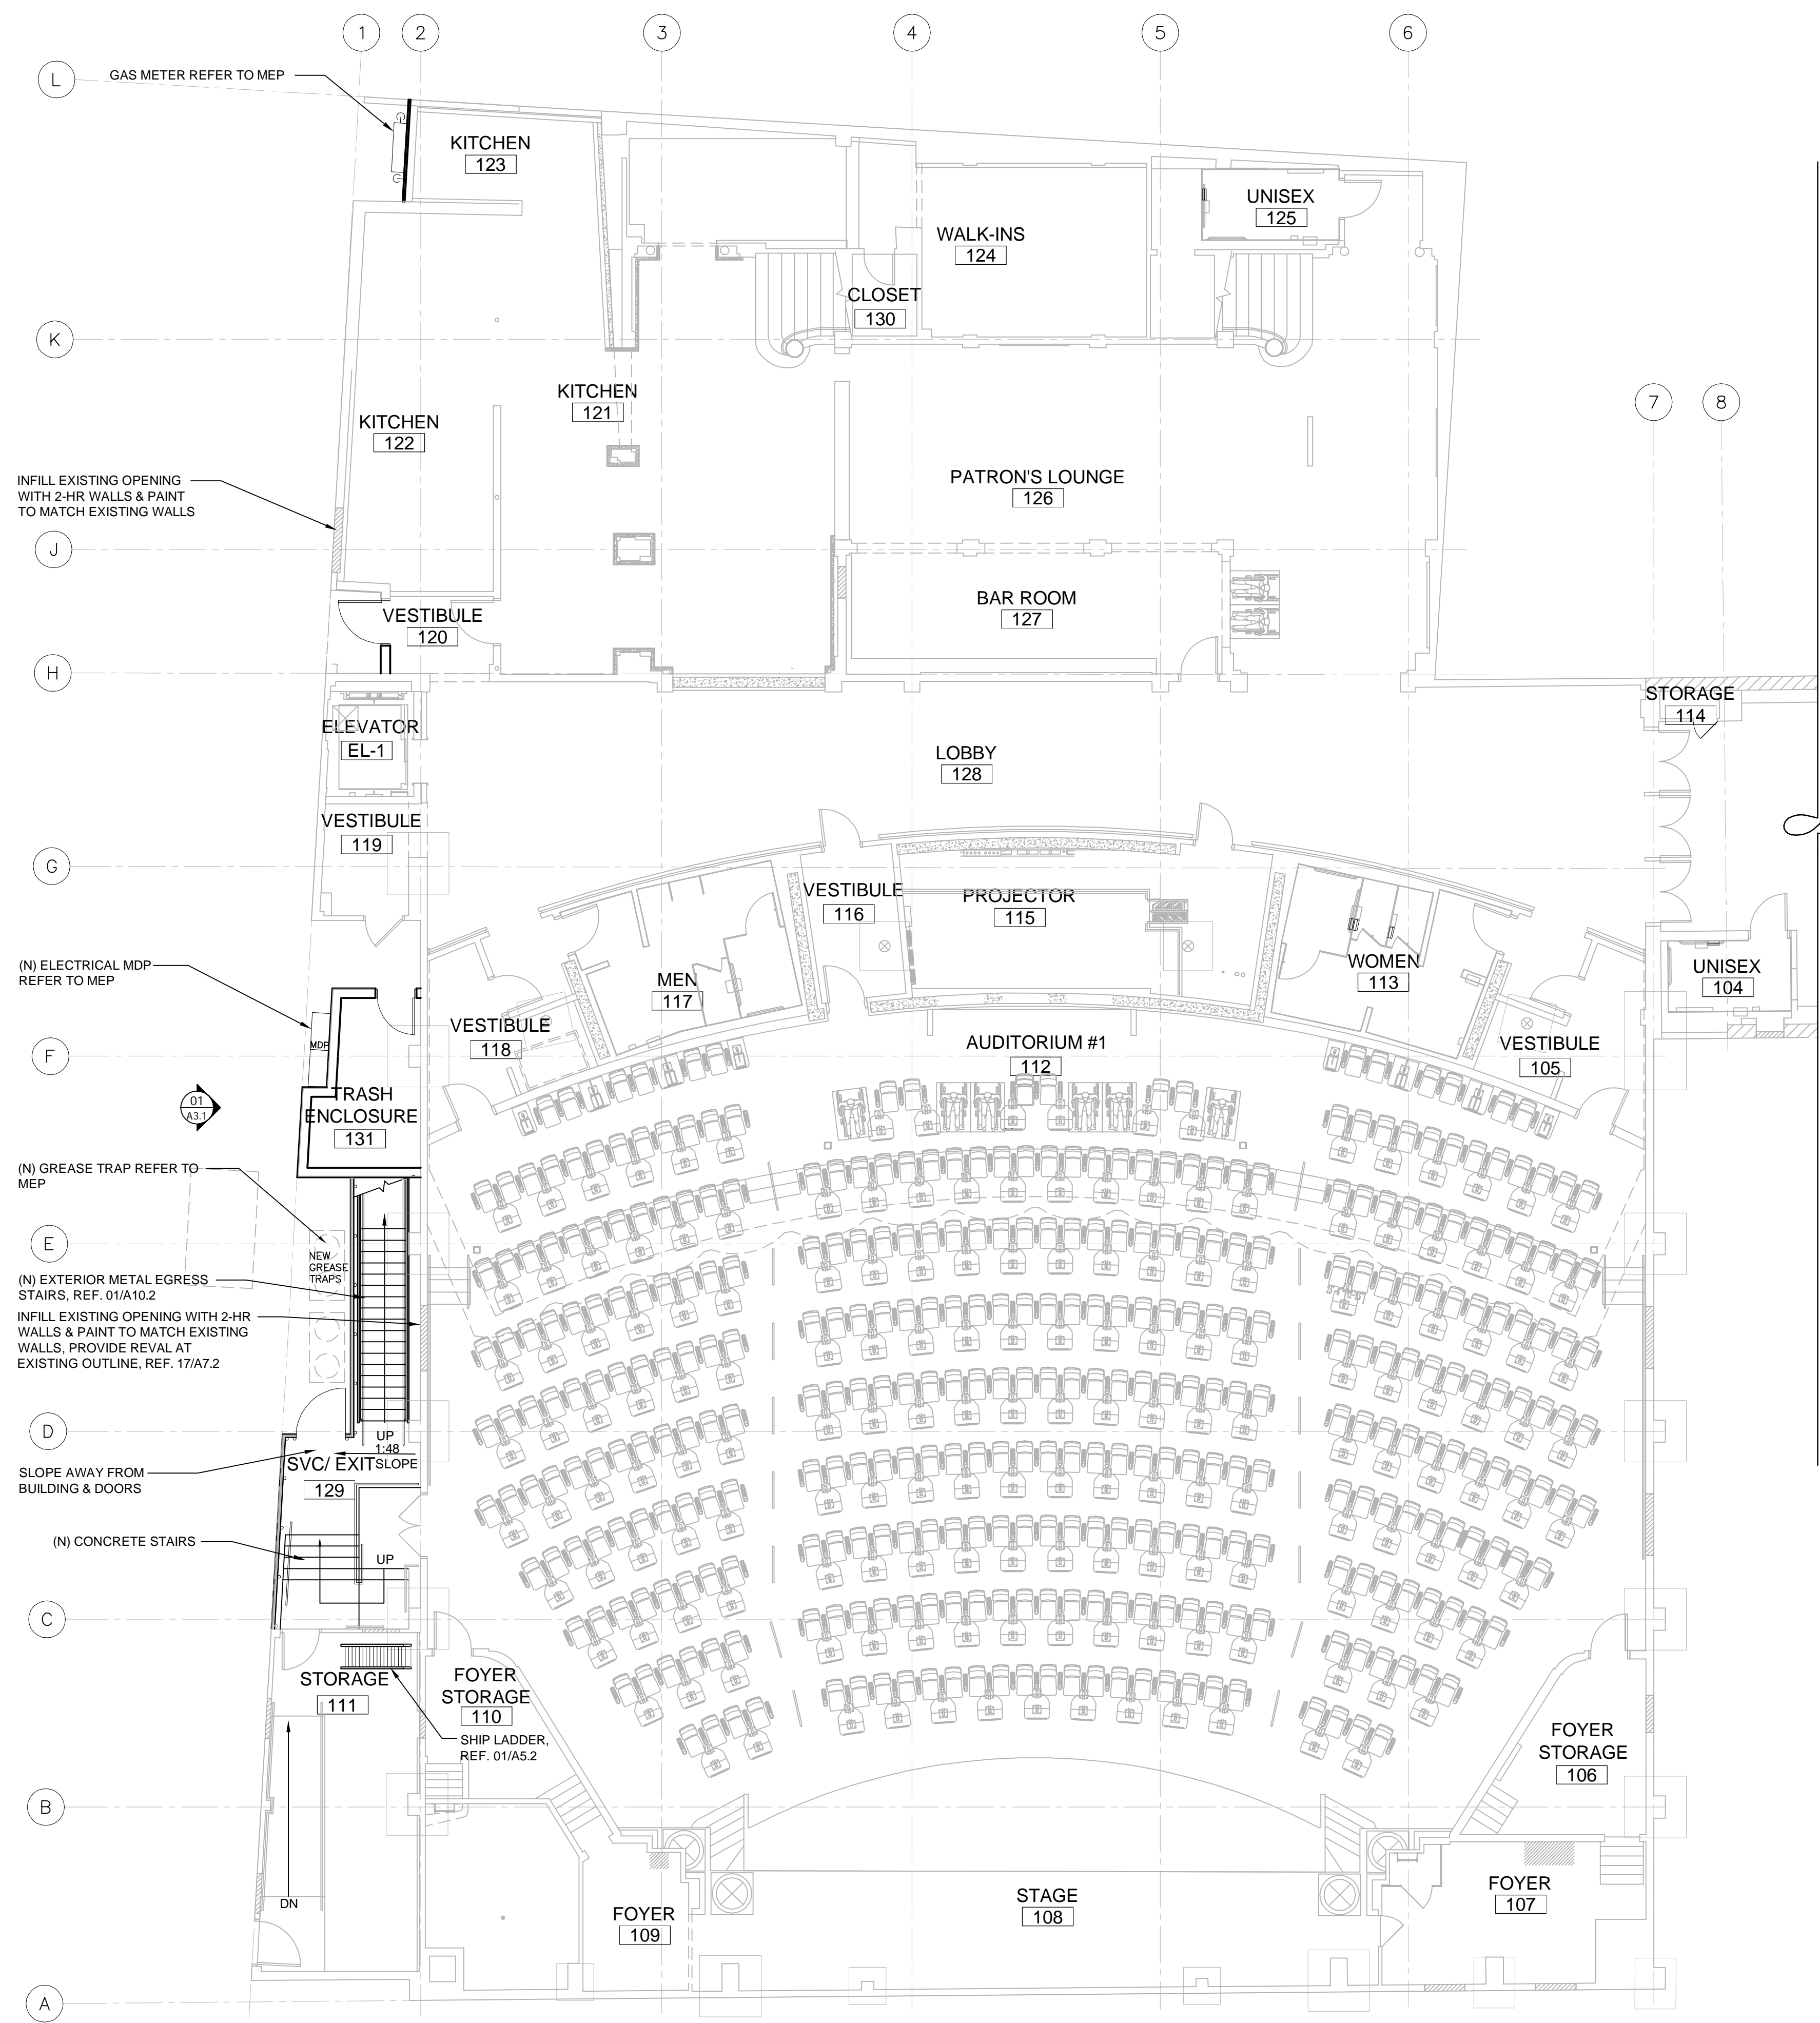 1
2
3
4
5
6
L
GAS METER REFER TO MEP
KITCHEN
123
UNISEX
125
WALK-INS
124
CLOSET
130
K
KITCHEN
121
KITCHEN
122
7
8
PATRON'S LOUNGE
126
INFILL EXISTING OPENING
WITH 2-HR WALLS & PAINT
TO MATCH EXISTING WALLS
J
BAR ROOM
127
VESTIBULE
120
H
STORAGE
114
ELEVATOR
EL-1
LOBBY
128
VESTIBULE
119
G
VESTIBULE
116
PROJECTOR
115
(N) ELECTRICAL MDP
REFER TO MEP
MEN
117
WOMEN
113
UNISEX
104
MDP
VESTIBULE
118
F
AUDITORIUM #1
112
VESTIBULE
105
01
A3.1
TRASH
ENCLOSURE
131
(N) GREASE TRAP REFER TO
MEP
E
NEW
GREASE
TRAPS
(N) EXTERIOR METAL EGRESS
STAIRS, REF. 01/A10.2
INFILL EXISTING OPENING WITH 2-HR
WALLS & PAINT TO MATCH EXISTING
WALLS, PROVIDE REVAL AT
EXISTING OUTLINE, REF. 17/A7.2
D
UP
1:48
SLOPE
SVC/ EXIT
129
SLOPE AWAY FROM
BUILDING & DOORS
(N) CONCRETE STAIRS
UP
C
STORAGE
111
FOYER
STORAGE
110
SHIP LADDER,
REF. 01/A5.2
FOYER
STORAGE
106
B
DN
FOYER
109
STAGE
108
FOYER
107
A